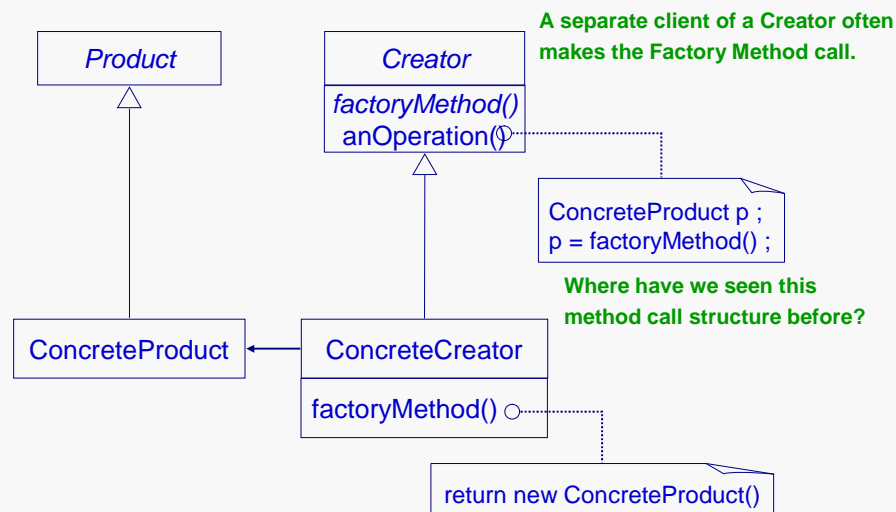 A separate client of a Creator often
makes the Factory Method call.
Product
Creator
factoryMethod()
anOperation()
ConcreteProduct p ;
p = factoryMethod() ;
Where have we seen this
method call structure before?
ConcreteProduct
ConcreteCreator
factoryMethod()
return new ConcreteProduct()